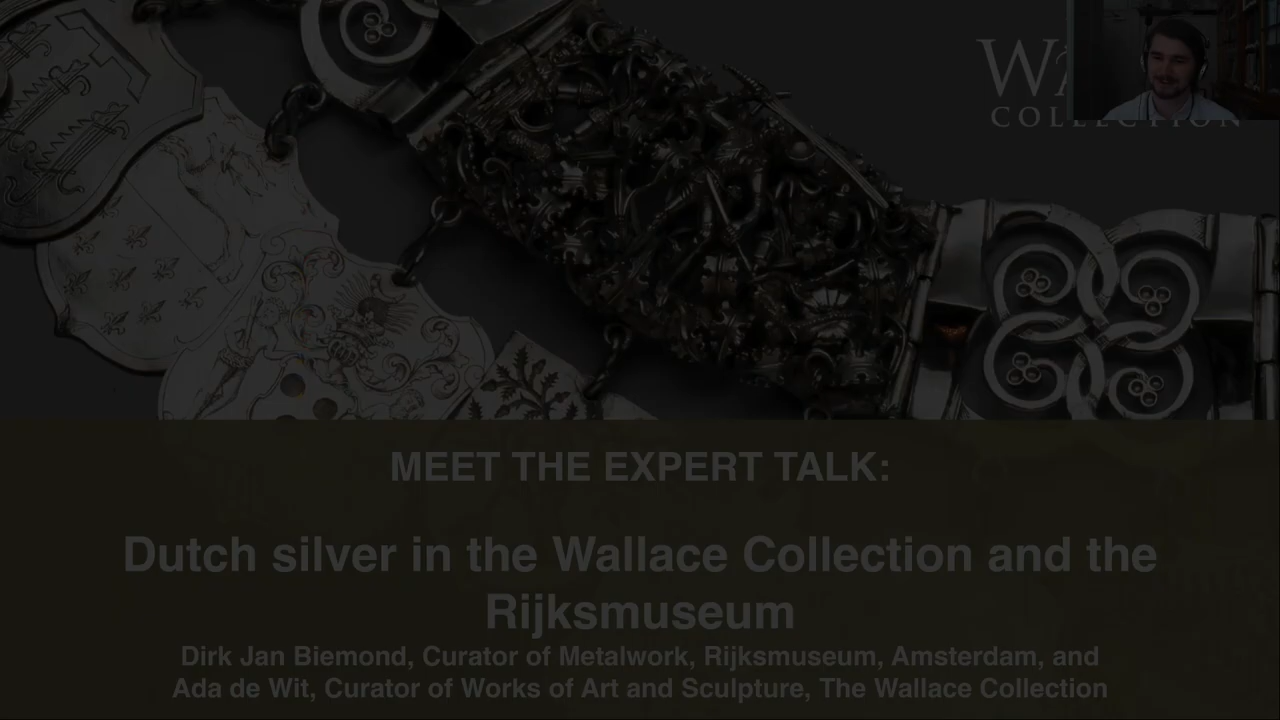 COLLECTION
MEET THE EXPERT TALK:
Dutch silver in the Wallace Collection and the
Rijksmuseum
Dirk Jan Biemond, Curator of Metalwork, Rijksmuseum, Amsterdam, and
Ada de Wit, Curator of Works of Art and Sculpture, The Wallace Collection